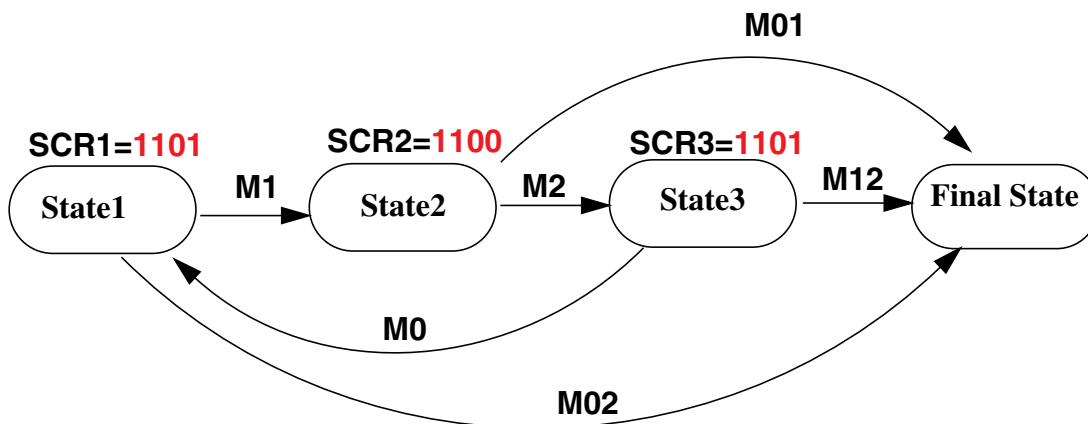 M01
SCR1=1101
SCR2=1100
SCR3=1101
State1
M1
State2
M2
State3
M12
Final State
M0
M02